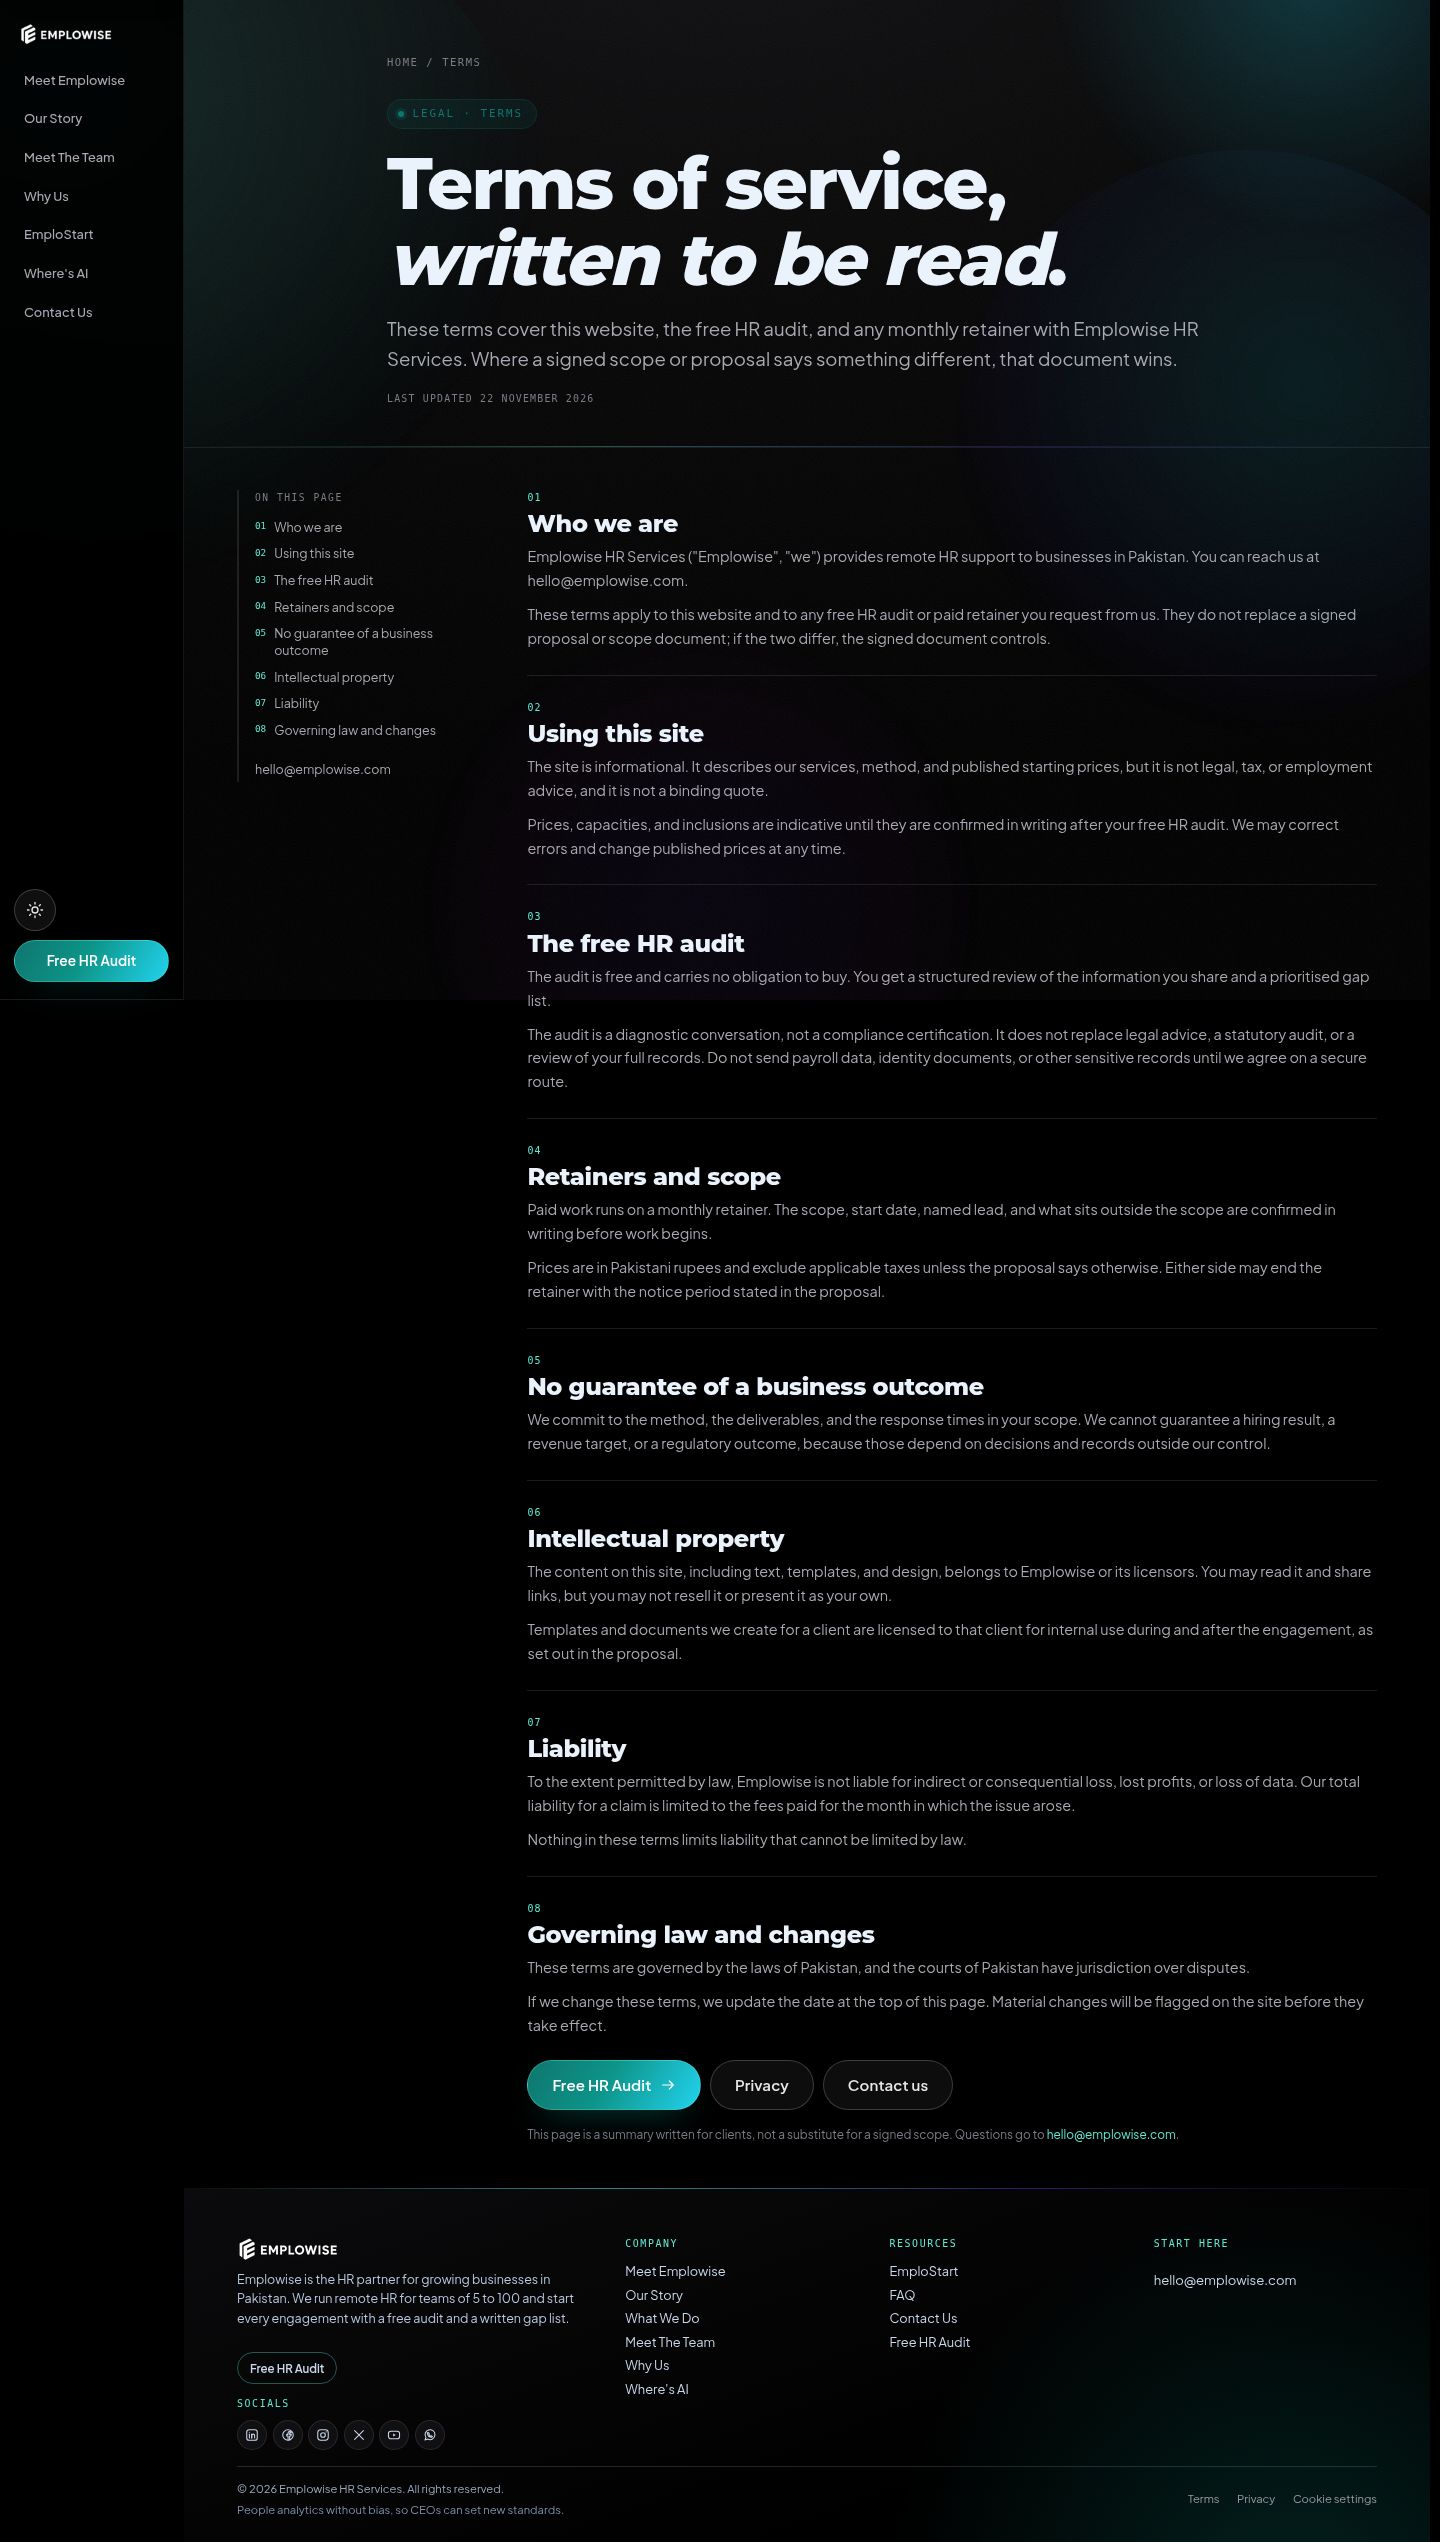 EMPLOWISE
Meet Emplowise
Our Story
Meet The Team
Why Us
EmploStart
Where's AI
Contact Us
Free HR Audit
HOME / TERMS
LEGAL · TERMS
Terms of service,
written to be read.
These terms cover this website, the free HR audit, and any monthly retainer with Emplowise HR
Services. Where a signed scope or proposal says something different, that document wins.
LAST UPDATED 22 NOVEMBER 2026
ON THIS PAGE
01 Who we are
02 Using this site
03 The free HR audit
04 Retainers and scope
05 No guarantee of a business
outcome
06 Intellectual property
07 Liability
08 Governing law and changes
hello@emplowise.com
01
Who we are
Emplowise HR Services ("Emplowise", "we") provides remote HR support to businesses in Pakistan. You can reach us at
hello@emplowise.com.
These terms apply to this website and to any free HR audit or paid retainer you request from us. They do not replace a signed
proposal or scope document; if the two differ, the signed document controls.
02
Using this site
The site is informational. It describes our services, method, and published starting prices, but it is not legal, tax, or employment
advice, and it is not a binding quote.
Prices, capacities, and inclusions are indicative until they are confirmed in writing after your free HR audit. We may correct
errors and change published prices at any time.
03
The free HR audit
The audit is free and carries no obligation to buy. You get a structured review of the information you share and a prioritised gap
list.
The audit is a diagnostic conversation, not a compliance certification. It does not replace legal advice, a statutory audit, or a
review of your full records. Do not send payroll data, identity documents, or other sensitive records until we agree on a secure
route.
04
Retainers and scope
Paid work runs on a monthly retainer. The scope, start date, named lead, and what sits outside the scope are confirmed in
writing before work begins.
Prices are in Pakistani rupees and exclude applicable taxes unless the proposal says otherwise. Either side may end the
retainer with the notice period stated in the proposal.
05
No guarantee of a business outcome
We commit to the method, the deliverables, and the response times in your scope. We cannot guarantee a hiring result, a
revenue target, or a regulatory outcome, because those depend on decisions and records outside our control.
06
Intellectual property
The content on this site, including text, templates, and design, belongs to Emplowise or its licensors. You may read it and share
links, but you may not resell it or present it as your own.
Templates and documents we create for a client are licensed to that client for internal use during and after the engagement, as
set out in the proposal.
07
Liability
To the extent permitted by law, Emplowise is not liable for indirect or consequential loss, lost profits, or loss of data. Our total
liability for a claim is limited to the fees paid for the month in which the issue arose.
Nothing in these terms limits liability that cannot be limited by law.
08
Governing law and changes
These terms are governed by the laws of Pakistan, and the courts of Pakistan have jurisdiction over disputes.
If we change these terms, we update the date at the top of this page. Material changes will be flagged on the site before they
take effect.
Free HR Audit
Privacy
Contact us
This page is a summary written for clients, not a substitute for a signed scope. Questions go to hello@emplowise.com.
EMPLOWISE
Emplowise is the HR partner for growing businesses in
Pakistan. We run remote HR for teams of 5 to 100 and start
every engagement with a free audit and a written gap list.
Free HR Audit
SOCIALS
COMPANY
Meet Emplowise
Our Story
What We Do
Meet The Team
Why Us
Where's AI
RESOURCES
EmploStart
FAQ
Contact Us
Free HR Audit
START HERE
hello@emplowise.com
© 2026 Emplowise HR Services. All rights reserved.
People analytics without bias, so CEOs can set new standards.
Terms
Privacy
Cookie settings